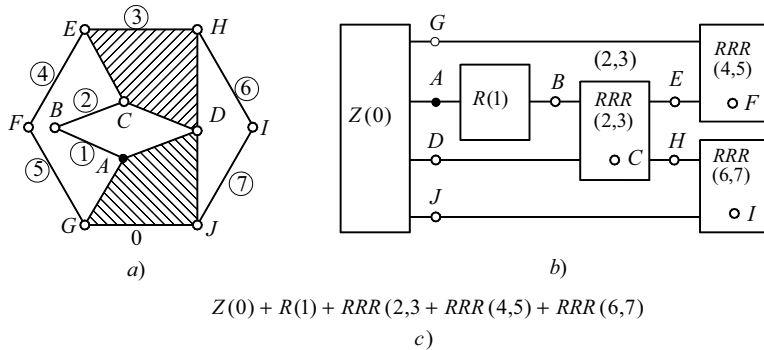 E ③ H
④ ② ⑥
B C
F D I
① A
⑤ ⑦
G 0 J
a)
G
(2,3) RRR
(4,5)
A B E
R(1) RRR
(2,3) F
Z(0)
D C H RRR
(6,7)
J I
b)
Z(0) + R(1) + RRR(2,3 + RRR(4,5) + RRR(6,7)
c)